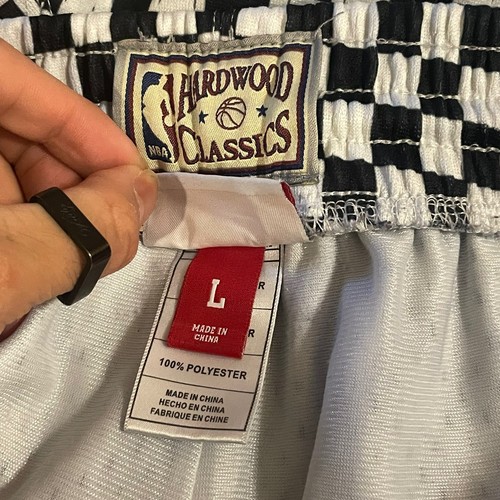 HARDWOOD
CLASSICS
NBA
R
L
MADE IN
CHINA
R
100% POLYESTER
MADE IN CHINA
HECHO EN CHINA
FABRIQUE EN CHINE